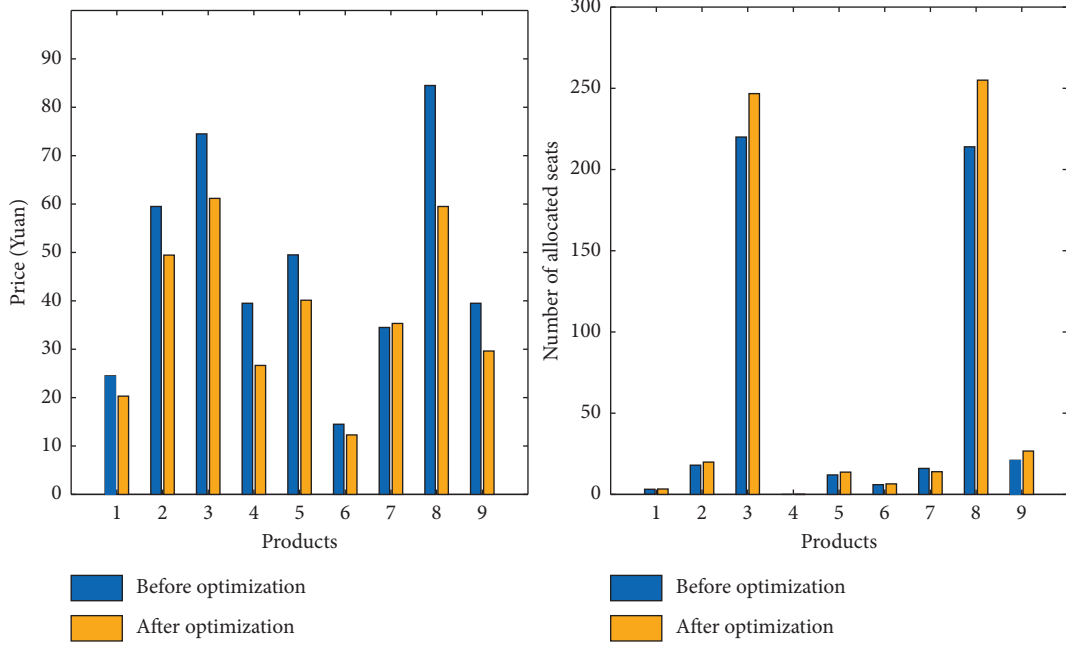 Price (Yuan)
90
80
70
60
50
40
30
20
10
0
1 2 3 4 5 6 7 8 9
Products
Before optimization
After optimization
Number of allocated seats
300
250
200
150
100
50
0
1 2 3 4 5 6 7 8 9
Products
Before optimization
After optimization